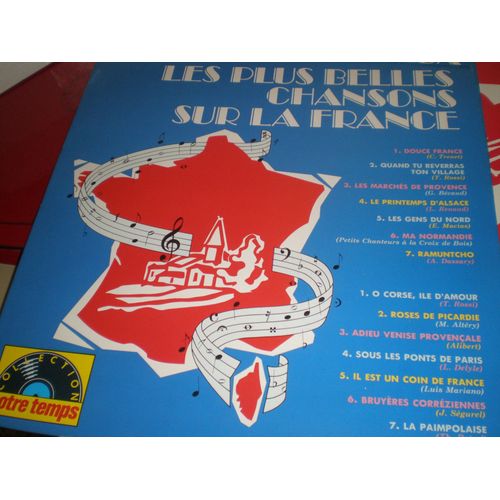 LES PLUS BELLES
CHANSONS
SUR LA FRANCE
1. DOUCE FRANCE
(C. Trenet)
2. QUAND TU REVERRAS
TON VILLAGE
(T. Rossi)
3. LES MARCHÉS DE PROVENCE
(G. Bécaud)
4. LE PRINTEMPS D'ALSACE
(L. Renaud)
5. LES GENS DU NORD
(E. Macias)
6. MA NORMANDIE
(Petits Chanteurs à la Croix de Bois)
7. RAMUNTCHO
(A. Dassary)
1. O CORSE, ILE D'AMOUR
(T. Rossi)
2. ROSES DE PICARDIE
(M. Altéry)
3. ADIEU VENISE PROVENÇALE
(Alibert)
4. SOUS LES PONTS DE PARIS
(L. Delyle)
5. IL EST UN COIN DE FRANCE
(Luis Mariano)
6. BRUYÈRES CORRÉZIENNES
(J. Ségurel)
7. LA PAIMPOLAISE
COLLECTION
otre temps